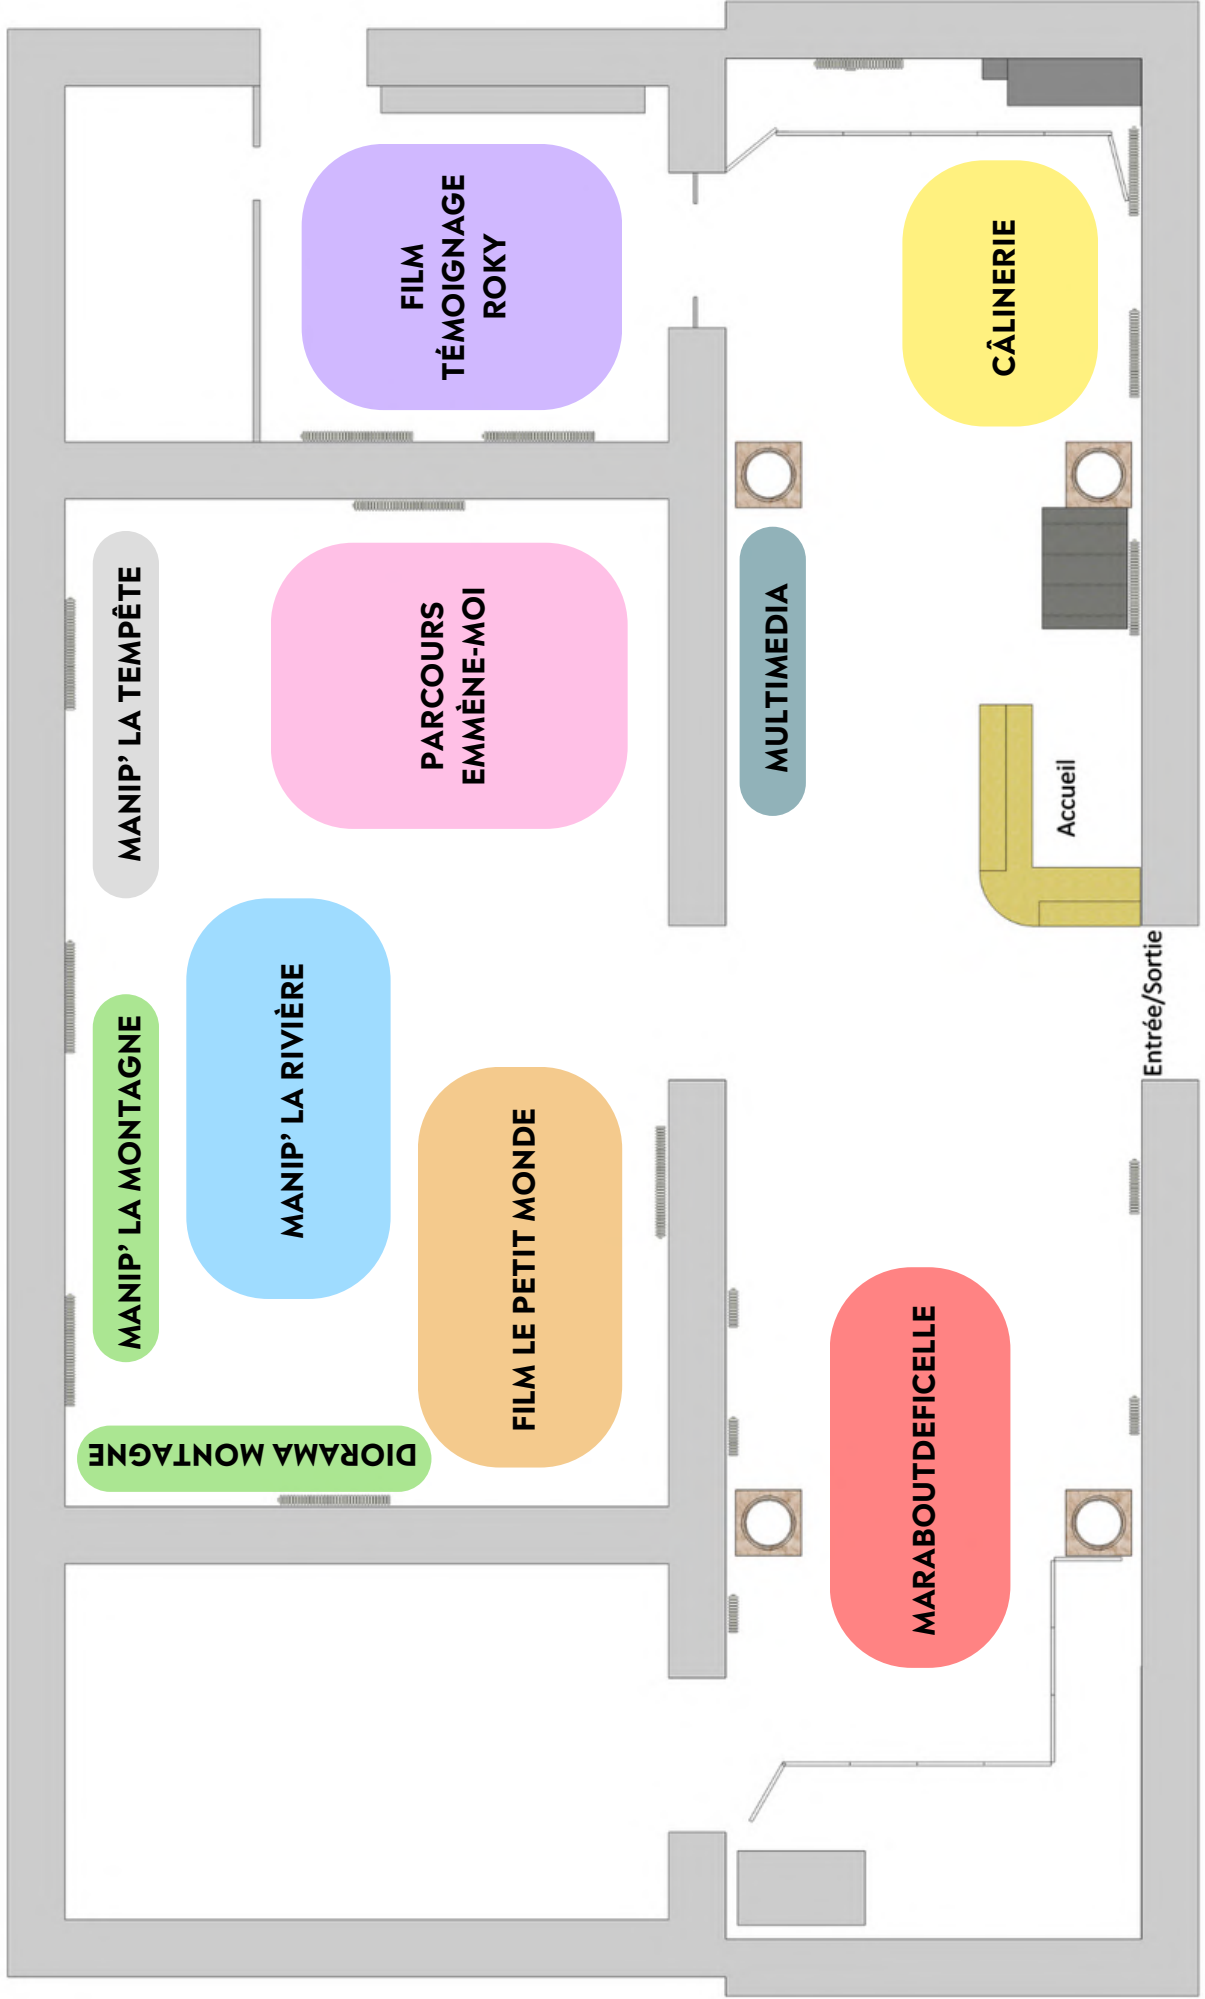 FILM
TÉMOIGNAGE
ROKY
CÂLINERIE
MANIP' LA TEMPÊTE
PARCOURS
EMMÈNE-MOI
MULTIMEDIA
Accueil
Entrée/Sortie
MANIP' LA MONTAGNE
MANIP' LA RIVIÈRE
FILM LE PETIT MONDE
DIORAMA MONTAGNE
MARABOUTDEFICELLE